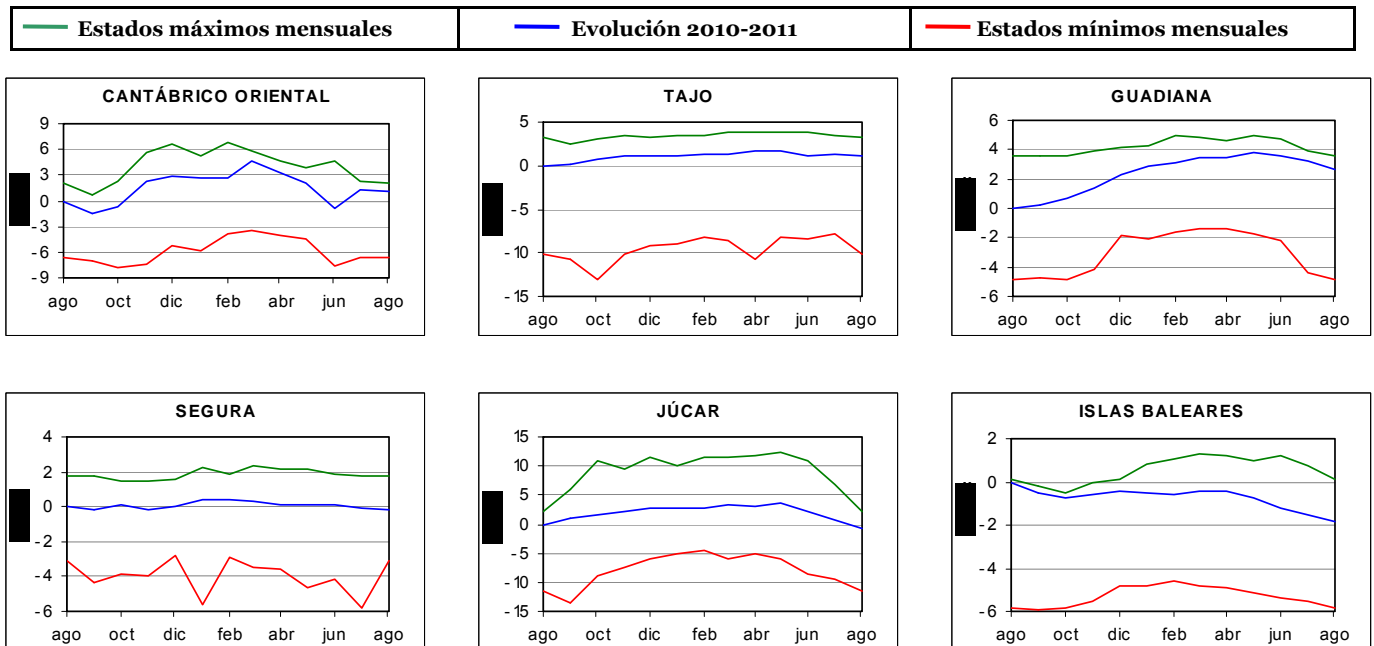 Estados máximos mensuales Evolución 2010-2011 Estados mínimos mensuales
CANTÁBRICO ORIENTAL
9
6
3
0
-3
-6
-9
ago oct dic feb abr jun ago
TAJO
5
0
-5
-10
-15
ago oct dic feb abr jun ago
GUADIANA
6
4
2
0
-2
-4
-6
ago oct dic feb abr jun ago
SEGURA
4
2
0
-2
-4
-6
ago oct dic feb abr jun ago
JÚCAR
15
10
5
0
-5
-10
-15
ago oct dic feb abr jun ago
ISLAS BALEARES
2
0
-2
-4
-6
ago oct dic feb abr jun ago